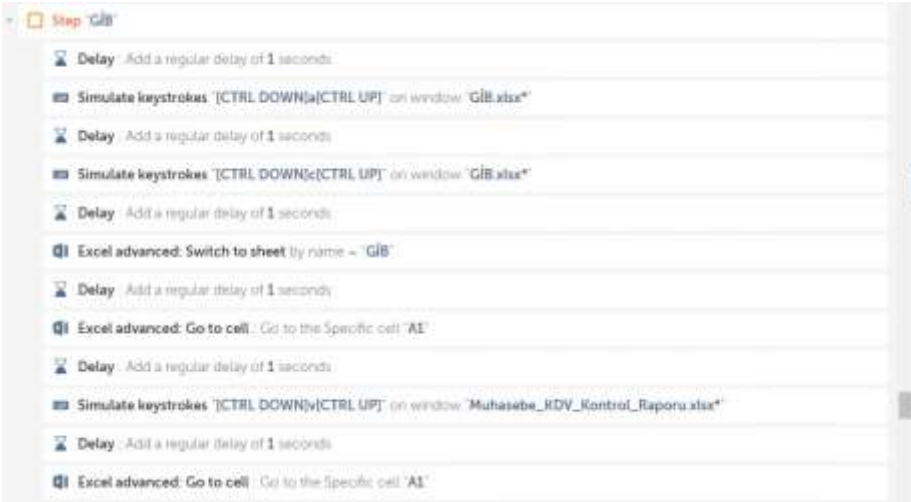 Step "GİB"
Delay : Add a regular delay of 1 seconds
Simulate keystrokes "[CTRL DOWN]a[CTRL UP]" on window "GİB.xlsx*"
Delay : Add a regular delay of 1 seconds
Simulate keystrokes "[CTRL DOWN]c[CTRL UP]" on window "GİB.xlsx*"
Delay : Add a regular delay of 1 seconds
Excel advanced: Switch to sheet by name = "GİB"
Delay : Add a regular delay of 1 seconds
Excel advanced: Go to cell : Go to the Specific cell "A1"
Delay : Add a regular delay of 1 seconds
Simulate keystrokes "[CTRL DOWN]v[CTRL UP]" on window "Muhasebe_KDV_Kontrol_Raporu.xlsx*"
Delay : Add a regular delay of 1 seconds
Excel advanced: Go to cell : Go to the Specific cell "A1"